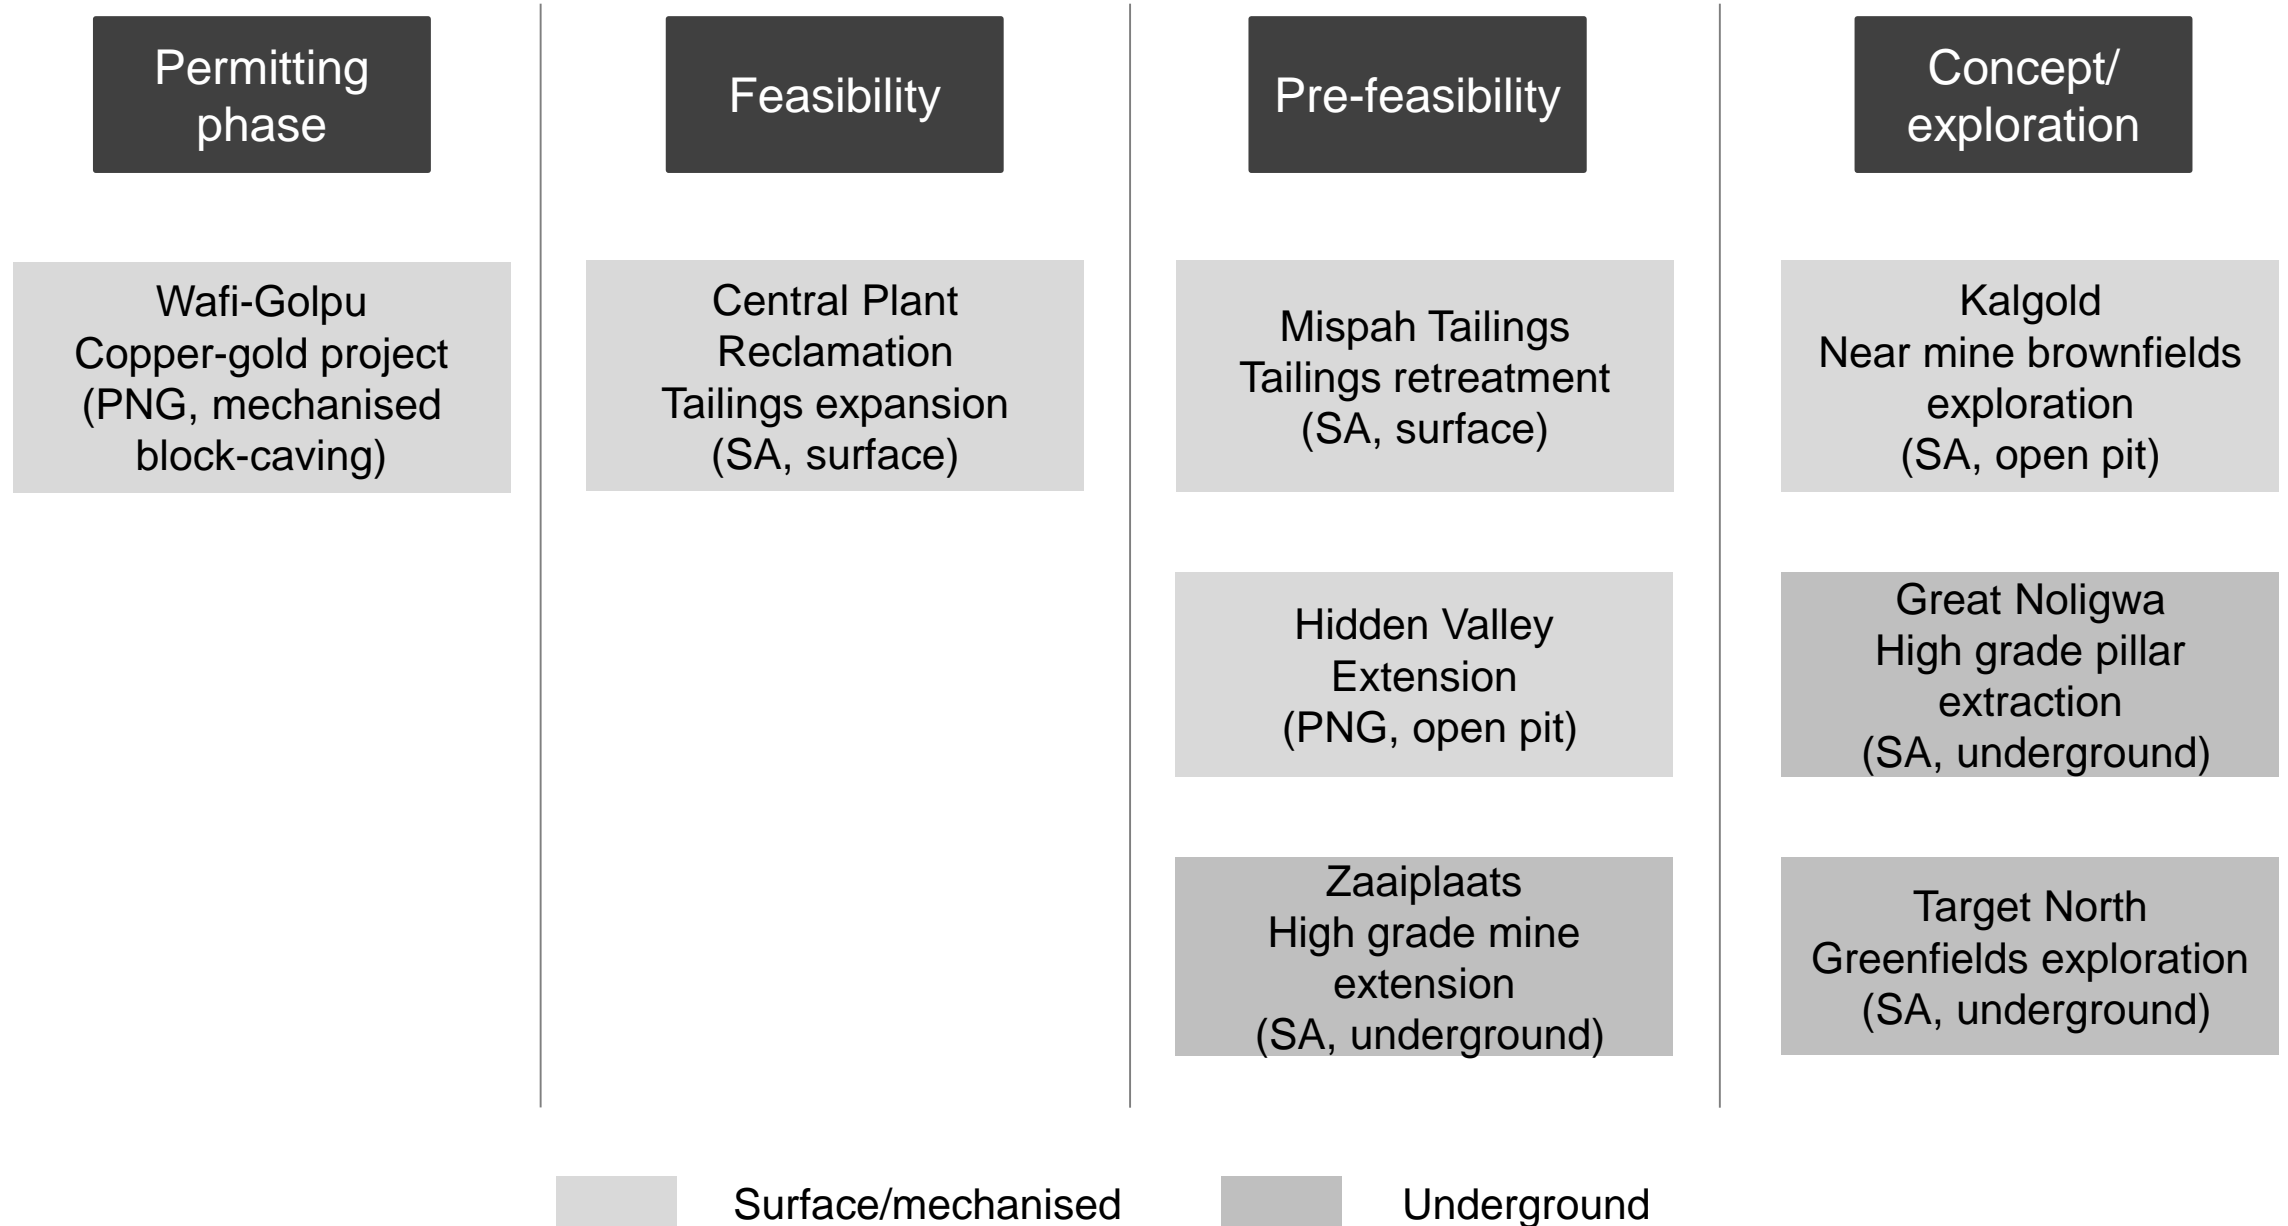 Permitting
phase
Feasibility
Pre-feasibility
Concept/
exploration
Wafi-Golpu
Copper-gold project
(PNG, mechanised
block-caving)
Central Plant
Reclamation
Tailings expansion
(SA, surface)
Mispah Tailings
Tailings retreatment
(SA, surface)
Kalgold
Near mine brownfields
exploration
(SA, open pit)
Hidden Valley
Extension
(PNG, open pit)
Great Noligwa
High grade pillar
extraction
(SA, underground)
Zaaiplaats
High grade mine
extension
(SA, underground)
Target North
Greenfields exploration
(SA, underground)
Surface/mechanised
Underground